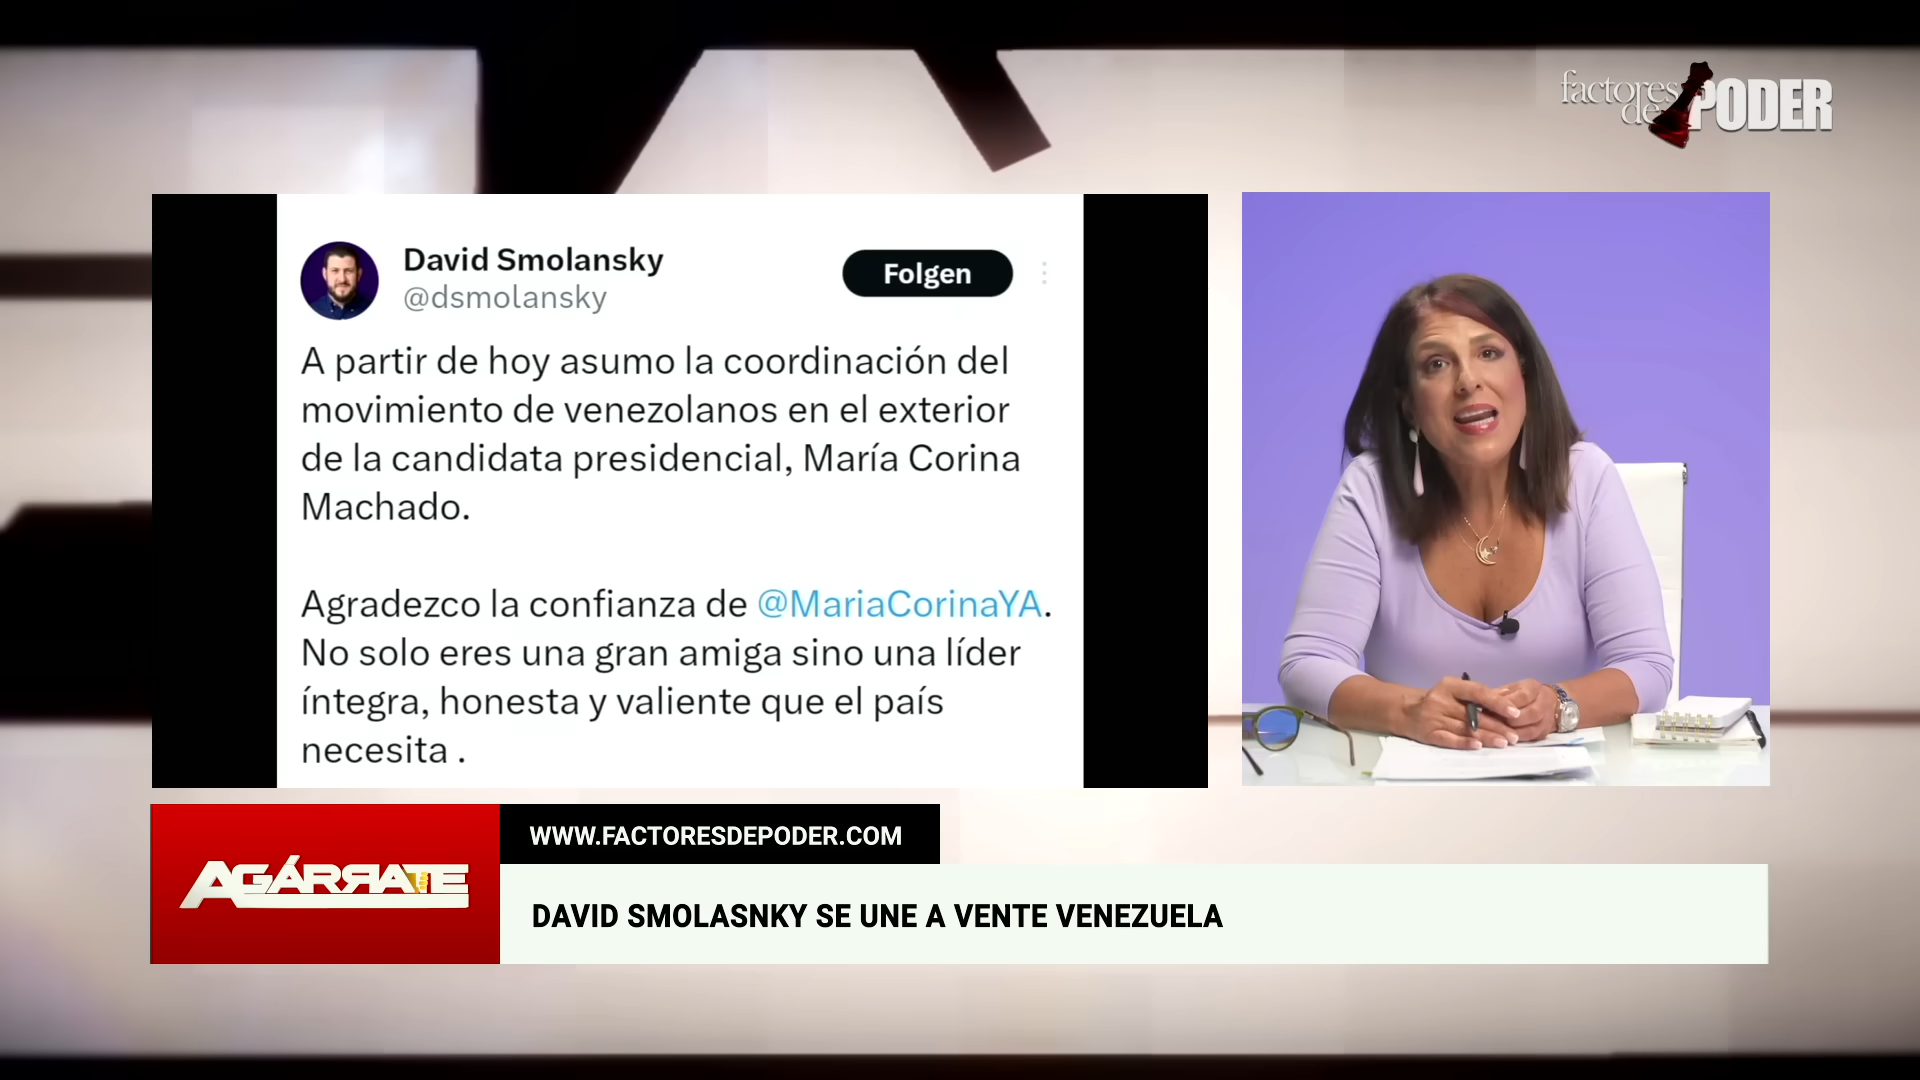 factores
de PODER
David Smolansky
@dsmolansky
Folgen
A partir de hoy asumo la coordinación del
movimiento de venezolanos en el exterior
de la candidata presidencial, María Corina
Machado.
Agradezco la confianza de @MariaCorinaYA.
No solo eres una gran amiga sino una líder
íntegra, honesta y valiente que el país
necesita .
WWW.FACTORESDEPODER.COM
AGÁRRATE
DAVID SMOLASNKY SE UNE A VENTE VENEZUELA